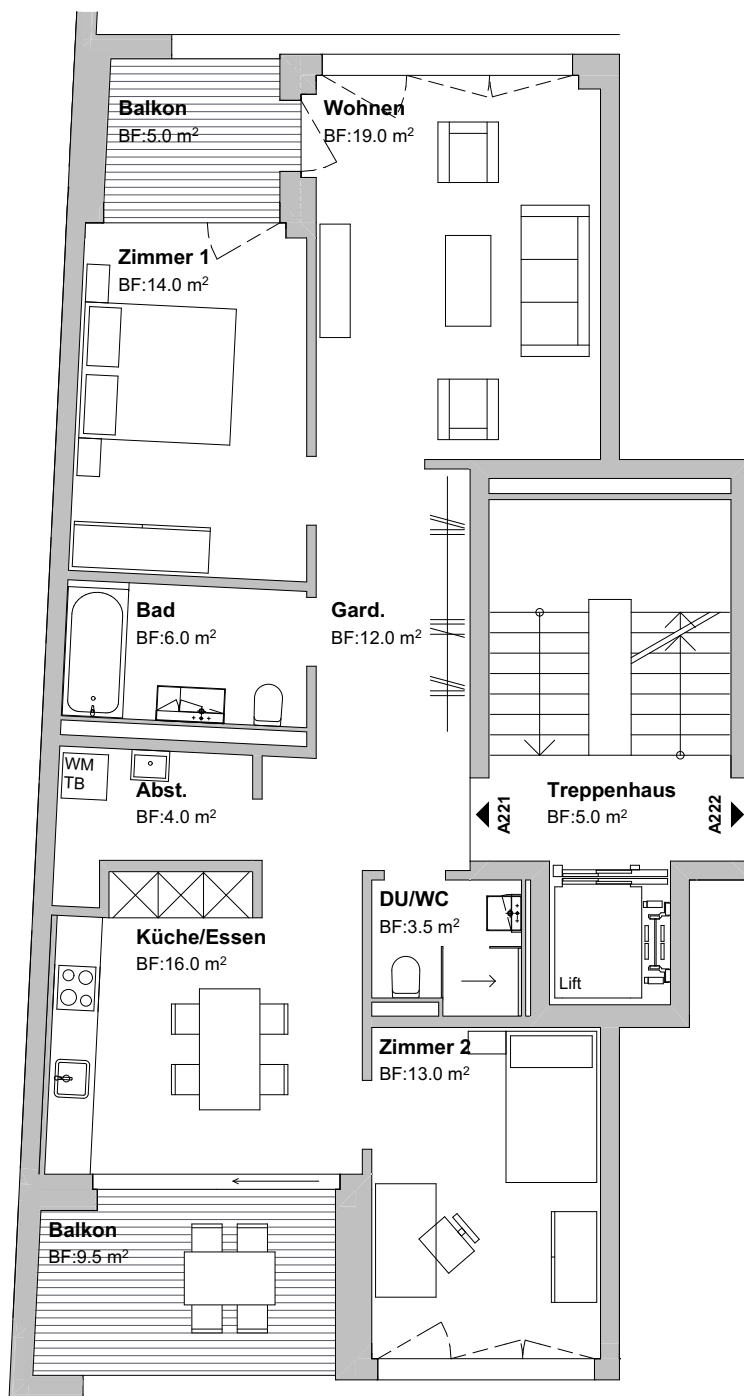 Balkon
BF:5.0 m²
Wohnen
BF:19.0 m²
Zimmer 1
BF:14.0 m²
Bad
BF:6.0 m²
Gard.
BF:12.0 m²
WM
TB
Abst.
BF:4.0 m²
A221
Treppenhaus
BF:5.0 m²
A222
DU/WC
BF:3.5 m²
Küche/Essen
BF:16.0 m²
Lift
Zimmer 2
BF:13.0 m²
Balkon
BF:9.5 m²